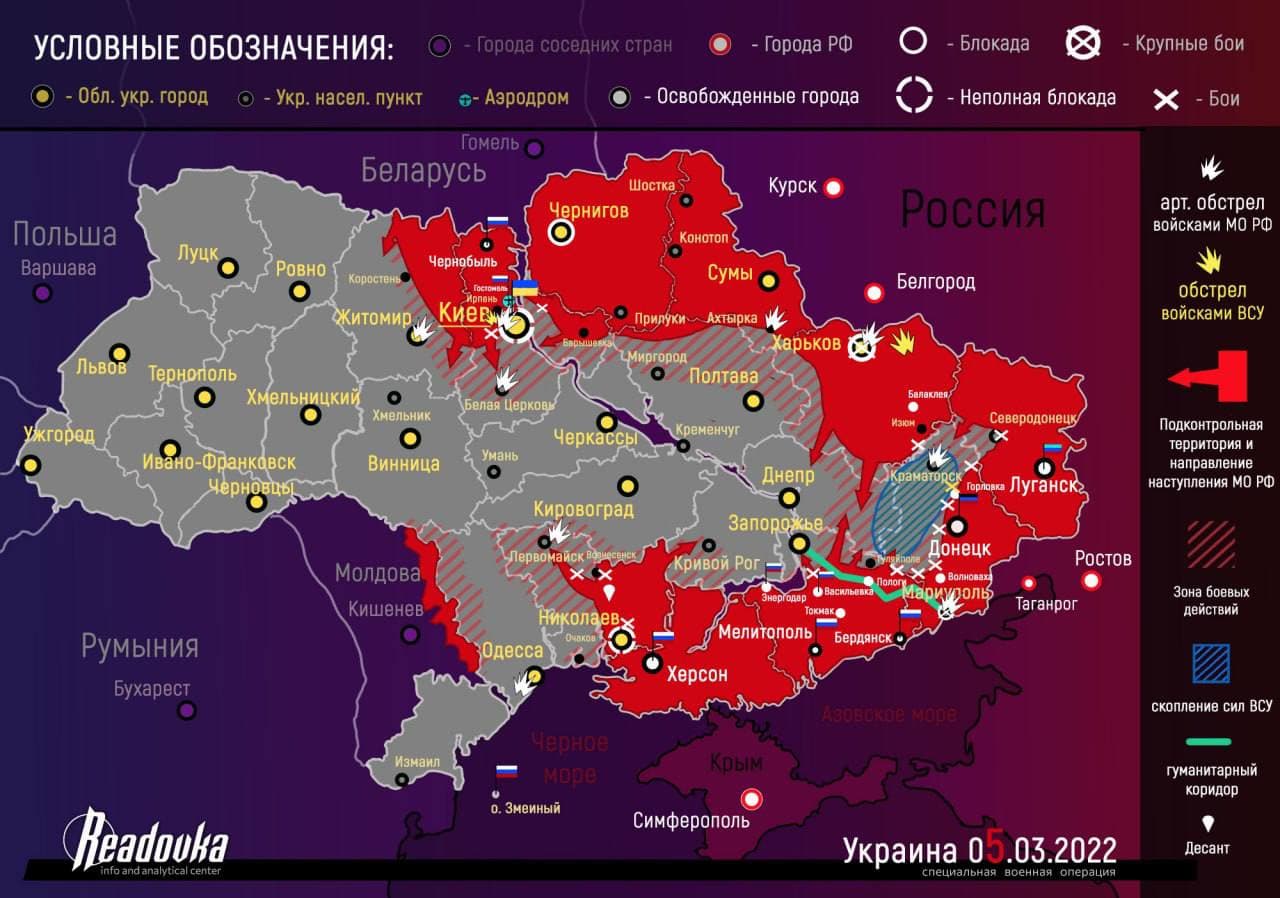 УСЛОВНЫЕ ОБОЗНАЧЕНИЯ:
- Города соседних стран
- Города РФ
- Блокада
- Крупные бои
- Обл. укр. город
- Укр. насел. пункт
- Аэродром
- Освобожденные города
- Неполная блокада
- Бои
Гомель
Беларусь
Польша
Варшава
Россия
Курск
Белгород
Шостка
Чернигов
Конотоп
Сумы
Луцк
Ровно
Коростень
Чернобыль
Гостомель
Ирпень
Киев
Житомир
Прилуки
Ахтырка
Харьков
Барышевка
Миргород
Полтава
Львов
Тернополь
Хмельницкий
Хмельник
Белая Церковь
Балаклея
Изюм
Северодонецк
Ужгород
Ивано-Франковск
Черновцы
Винница
Умань
Черкассы
Кременчуг
Днепр
Краматорск
Горловка
Луганск
Кировоград
Запорожье
Донецк
Первомайск
Вознесенск
Кривой Рог
Гуляйполе
Ростов
Молдова
Кишенев
Энергодар
Васильевка
Пологи
Волноваха
Мариуполь
Таганрог
Токмак
Николаев
Мелитополь
Бердянск
Румыния
Бухарест
Одесса
Очаков
Херсон
Азовское море
Черное
море
Крым
Измаил
о. Змеиный
Симферополь
арт. обстрел
войсками МО РФ
обстрел
войсками ВСУ
Подконтрольная
территория и
направление
наступления МО РФ
Зона боевых
действий
скопление сил ВСУ
гуманитарный
коридор
Десант
Readovka
info and analytical center
Украина 05.03.2022
специальная военная операция